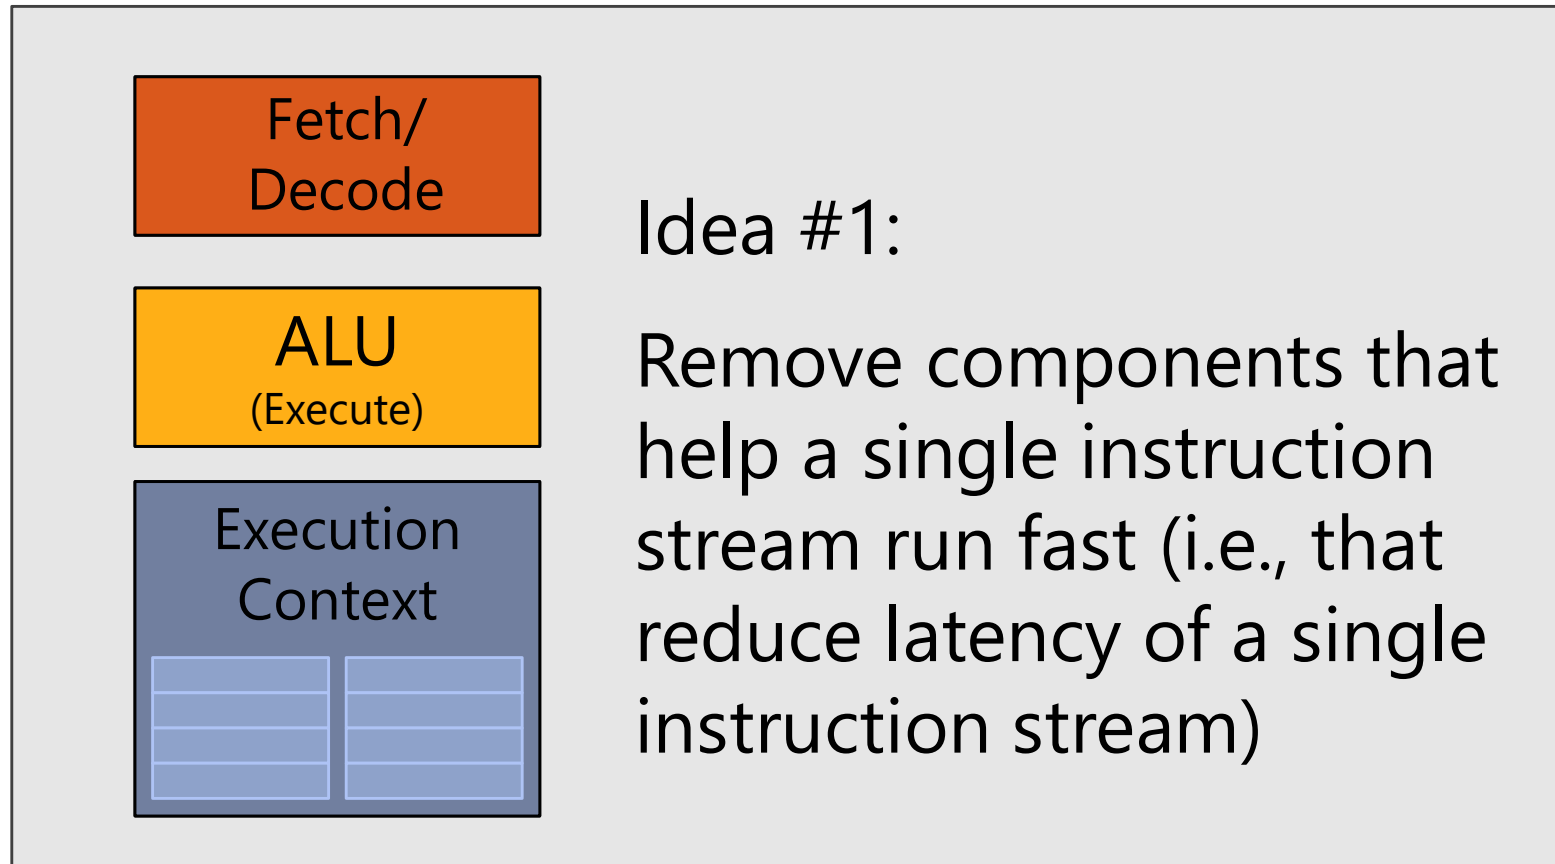 Fetch/
Decode
ALU
(Execute)
Execution
Context
Idea #1:
Remove components that
help a single instruction
stream run fast (i.e., that
reduce latency of a single
instruction stream)